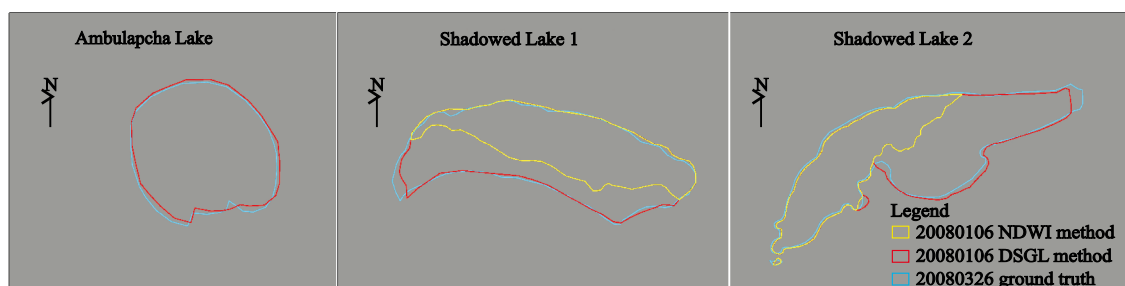 Ambulapcha Lake
N
Shadowed Lake 1
N
Shadowed Lake 2
N
Legend
20080106 NDWI method
20080106 DSGL method
20080326 ground truth